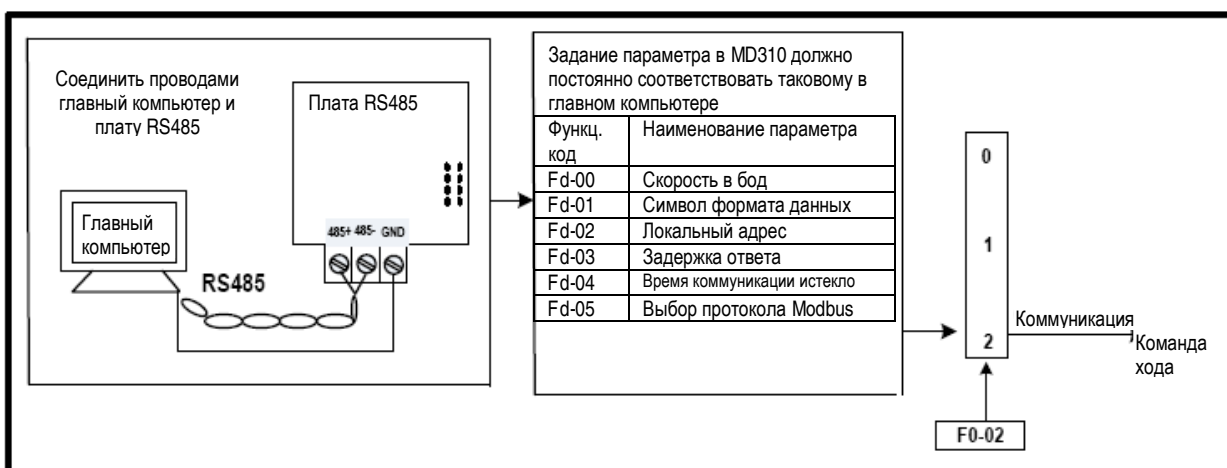 Соединить проводами
главный компьютер и
плату RS485
Плата RS485
485+ 485- GND
Главный
компьютер
RS485
Задание параметра в MD310 должно
постоянно соответствовать таковому в
главном компьютере
Функц. код Наименование параметра
Fd-00 Скорость в бод
Fd-01 Символ формата данных
Fd-02 Локальный адрес
Fd-03 Задержка ответа
Fd-04 Время коммуникации истекло
Fd-05 Выбор протокола Modbus
0
1
2
Коммуникация
Команда
хода
F0-02